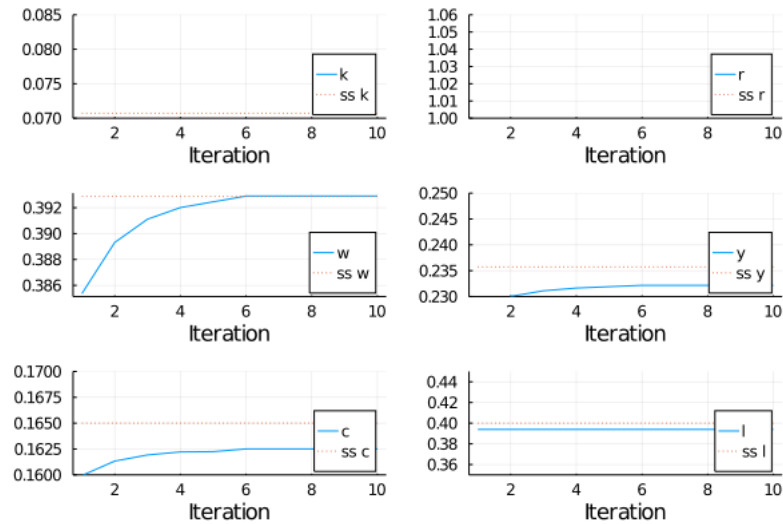 0.085
0.080
0.075
0.070
2 4 6 8 10
Iteration
k
ss k
1.06
1.05
1.04
1.03
1.02
1.01
1.00
2 4 6 8 10
Iteration
r
ss r
0.392
0.390
0.388
0.386
2 4 6 8 10
Iteration
w
ss w
0.250
0.245
0.240
0.235
0.230
2 4 6 8 10
Iteration
y
ss y
0.1700
0.1675
0.1650
0.1625
0.1600
2 4 6 8 10
Iteration
c
ss c
0.44
0.42
0.40
0.38
0.36
2 4 6 8 10
Iteration
l
ss l